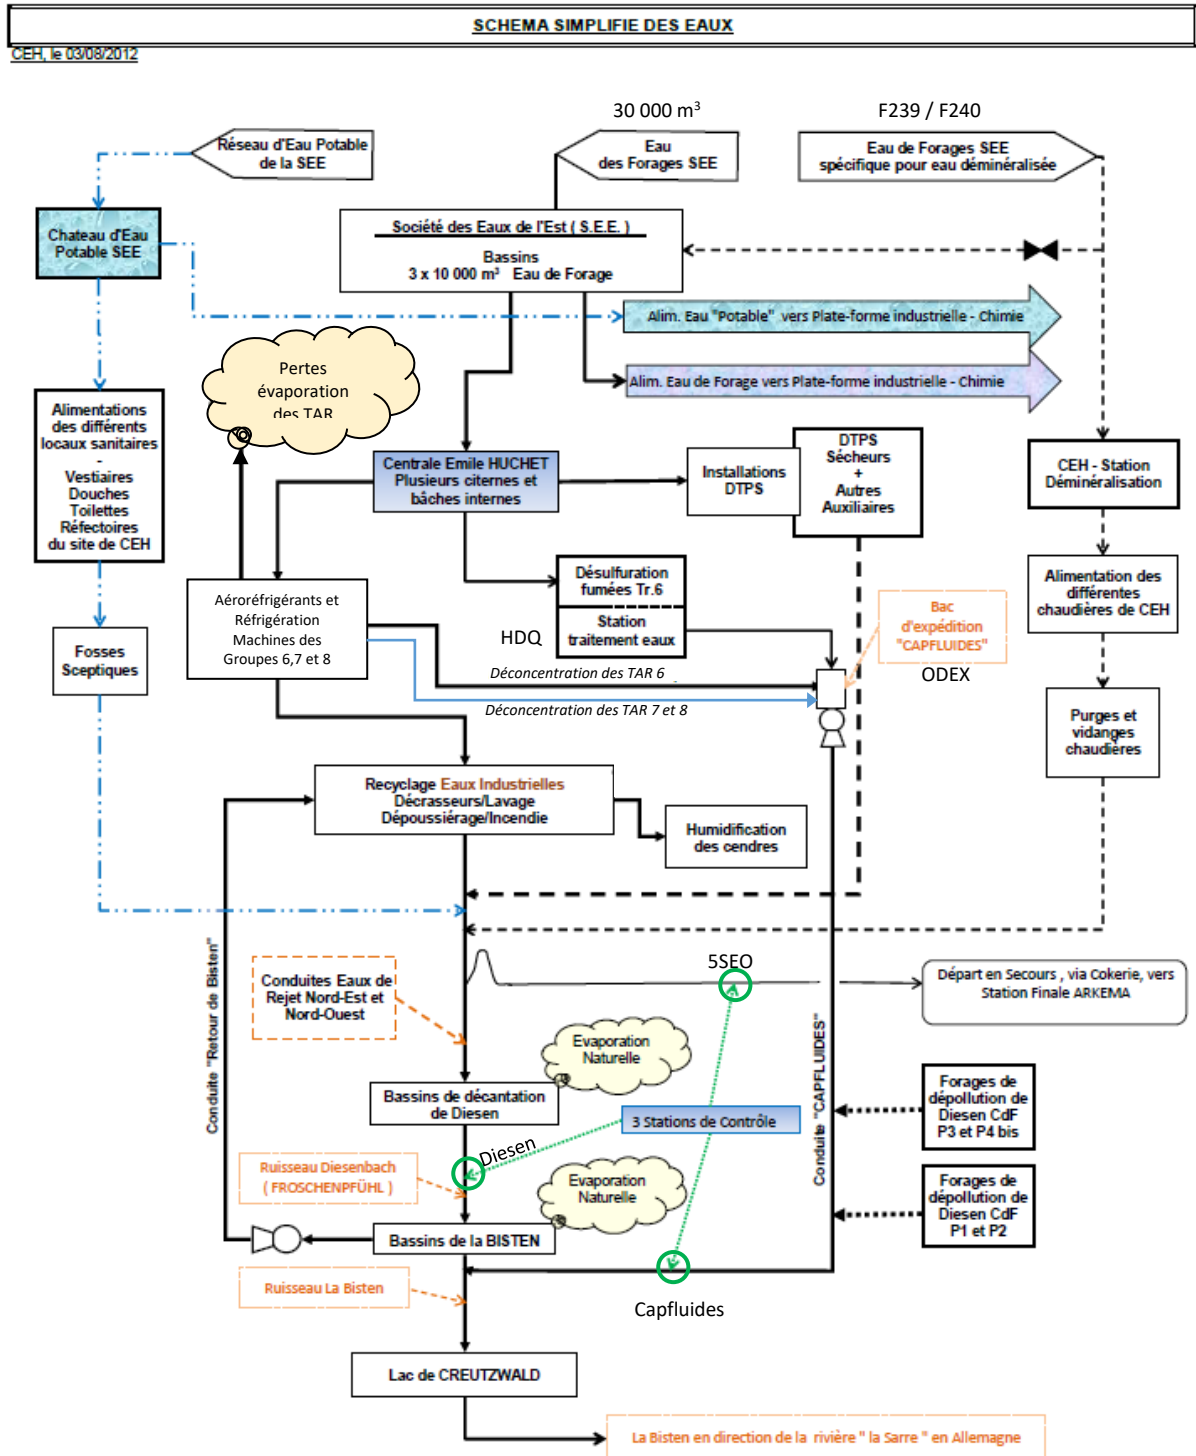 SCHEMA SIMPLIFIE DES EAUX
CEH, le 03/08/2012
30 000 m³
F239 / F240
Réseau d'Eau Potable
de la SEE
Eau
des Forages SEE
Eau de Forages SEE
spécifique pour eau déminéralisée
Chateau d'Eau
Potable SEE
Société des Eaux de l'Est ( S.E.E. )
Bassins
3 x 10 000 m³ Eau de Forage
Alim. Eau "Potable" vers Plate-forme industrielle - Chimie
Alim. Eau de Forage vers Plate-forme industrielle - Chimie
Pertes
évaporation
des TAR
Alimentations
des différents
locaux sanitaires
-
Vestiaires
Douches
Toilettes
Réfectoires
du site de CEH
Centrale Emile HUCHET
Plusieurs citernes et
bâches internes
Installations
DTPS
DTPS
Sécheurs
+
Autres
Auxiliaires
CEH - Station
Déminéralisation
Désulfuration
fumées Tr.6
Station
traitement eaux
HDQ
Aéroréfrigérants et
Réfrigération
Machines des
Groupes 6,7 et 8
Alimentation des
différentes
chaudières de CEH
Bac
d'expédition
"CAPFLUIDES"
ODEX
Fosses
Sceptiques
Déconcentration des TAR 6
Déconcentration des TAR 7 et 8
Purges et
vidanges
chaudières
Recyclage Eaux Industrielles
Décrasseurs/Lavage
Dépoussiérage/Incendie
Humidification
des cendres
Conduite "Retour de Bisten"
Conduites Eaux de
Rejet Nord-Est et
Nord-Ouest
5SEO
Départ en Secours , via Cokerie, vers
Station Finale ARKEMA
Evaporation
Naturelle
Bassins de décantation
de Diesen
Conduite "CAPFLUIDES"
Forages de
dépollution de
Diesen CdF
P3 et P4 bis
3 Stations de Contrôle
Diesen
Ruisseau Diesenbach
( FROSCHENPFÜHL )
Evaporation
Naturelle
Forages de
dépollution de
Diesen CdF
P1 et P2
Bassins de la BISTEN
Ruisseau La Bisten
Capfluides
Lac de CREUTZWALD
La Bisten en direction de la rivière " la Sarre " en Allemagne